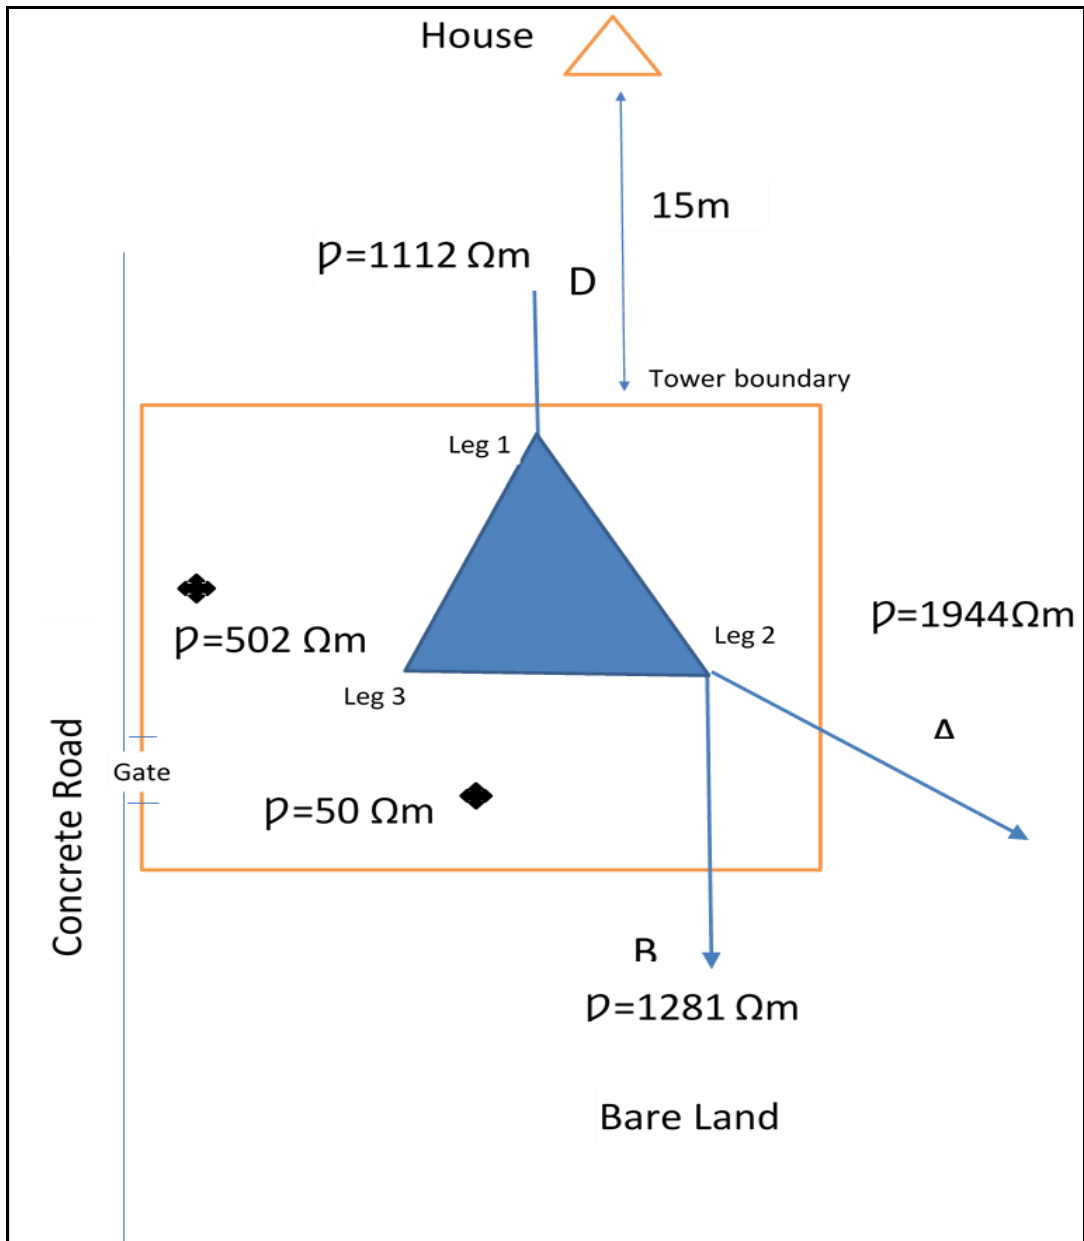 House
15m
ƿ=1112 Ωm
D
Tower boundary
Leg 1
ƿ=1944Ωm
Leg 2
ƿ=502 Ωm
Leg 3
A
Concrete Road
Gate
ƿ=50 Ωm
B
ƿ=1281 Ωm
Bare Land